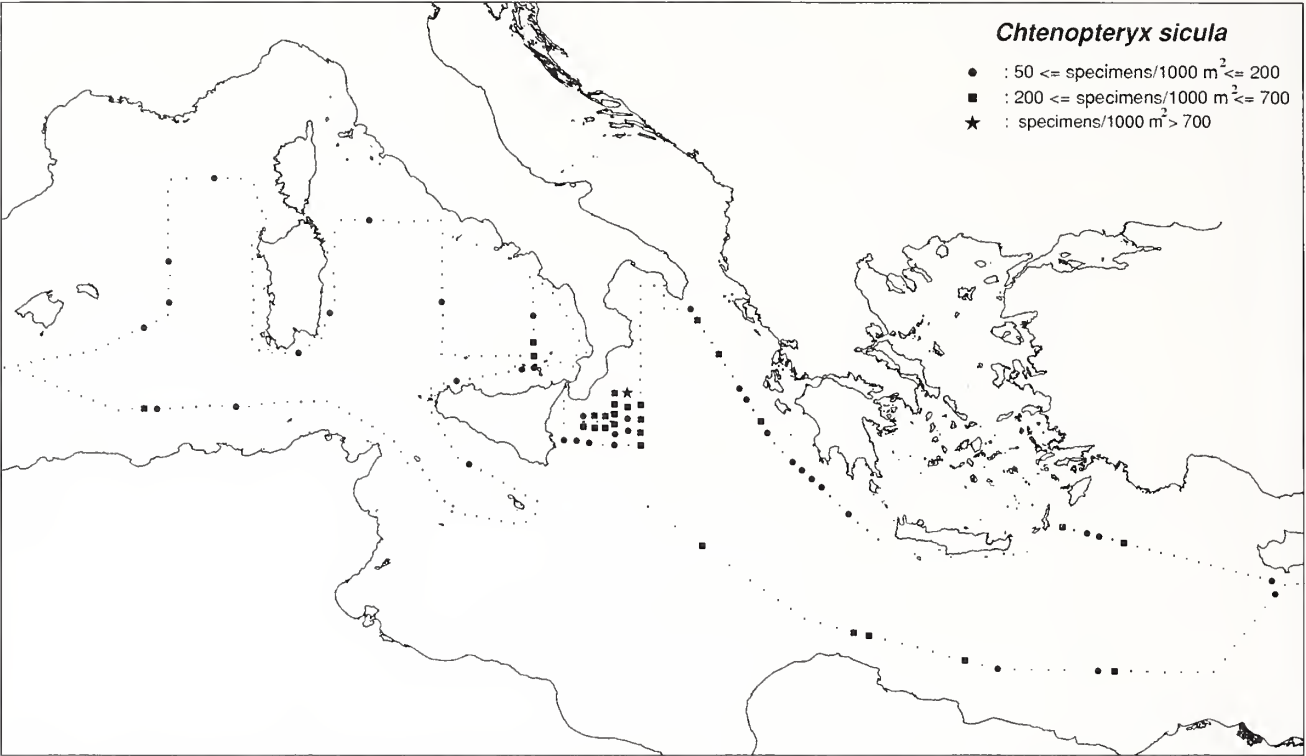 Chtenopteryx sicula
● : 50 <= specimens/1000 m²<= 200
■ : 200 <= specimens/1000 m²<= 700
★ : specimens/1000 m²> 700